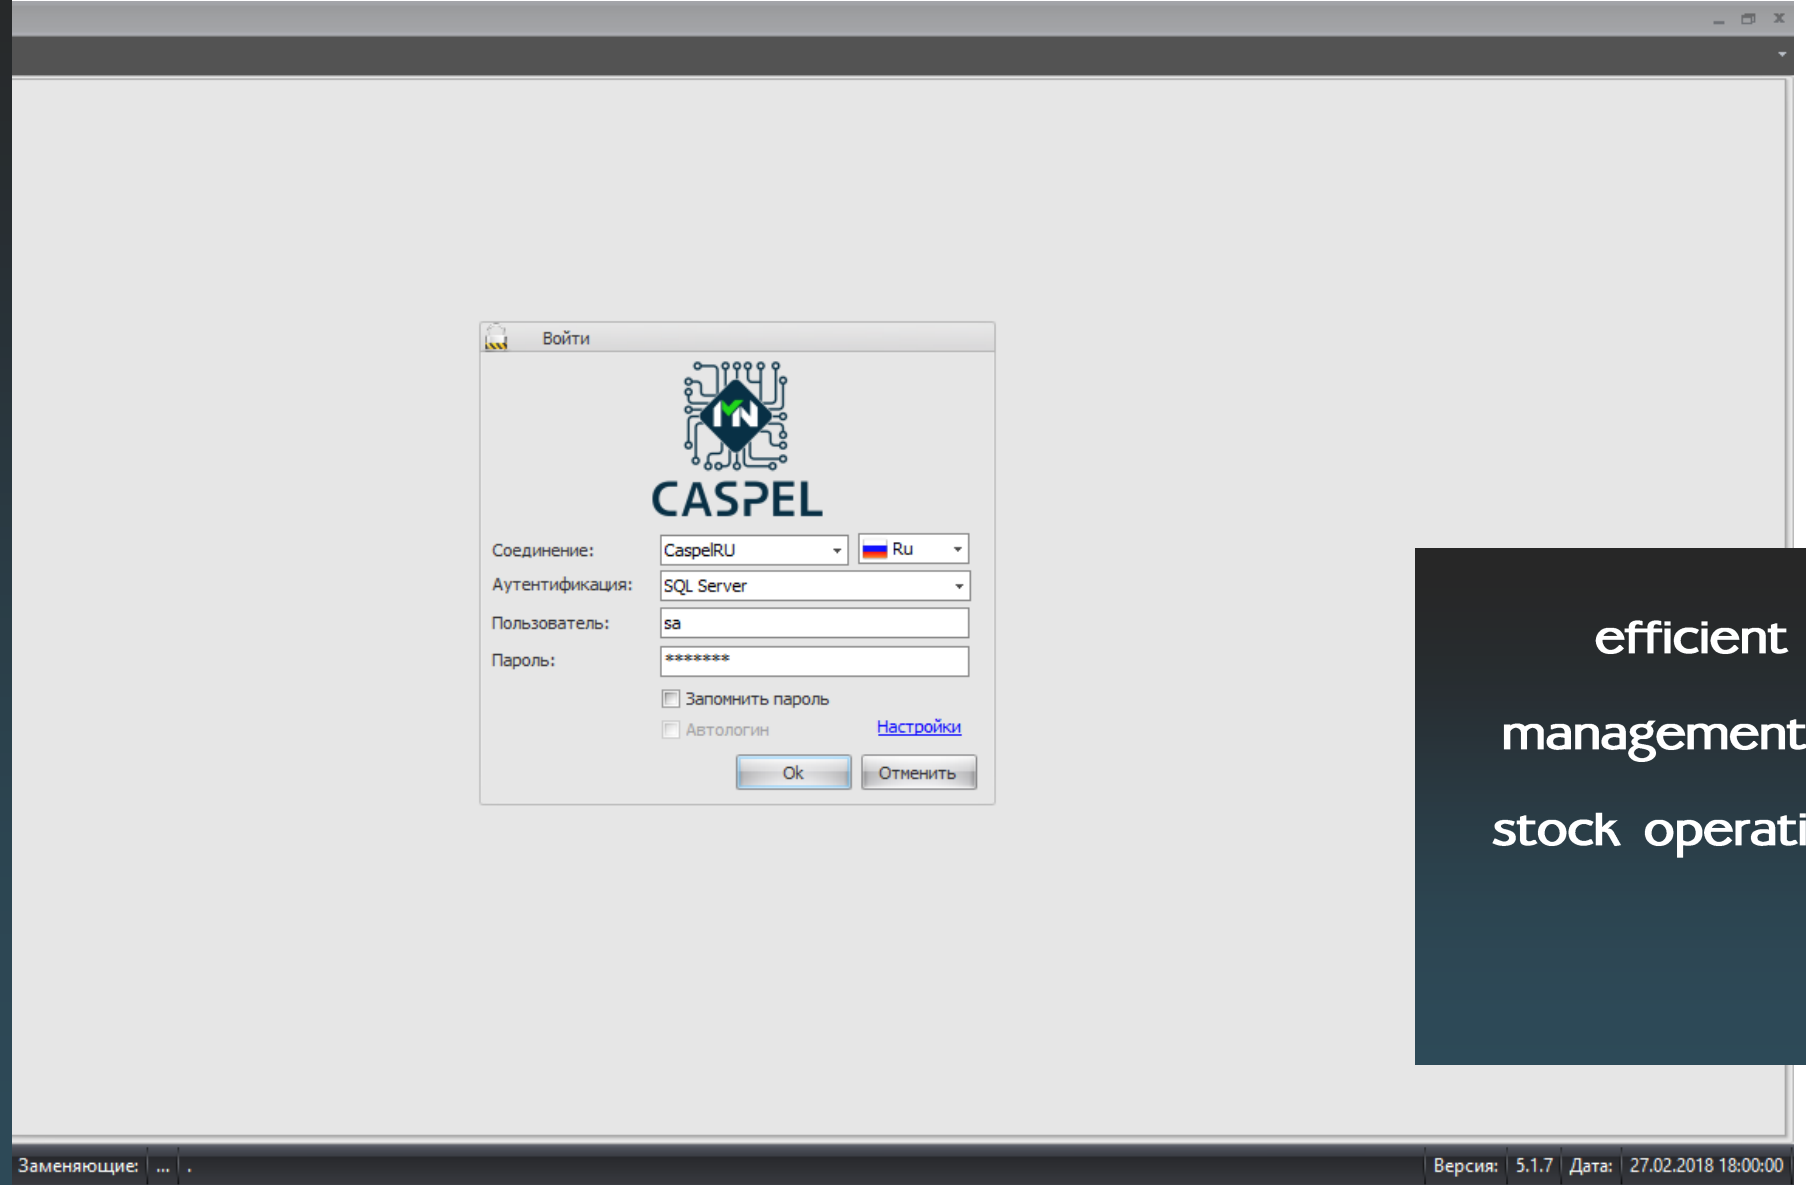 Войти
CASPEL
Соединение: CaspelRU Ru
Аутентификация: SQL Server
Пользователь: sa
Пароль: *******
Запомнить пароль
Автологин Настройки
Ok Отменить
efficient
management
stock operati
Заменяющие: ... . Версия: 5.1.7 Дата: 27.02.2018 18:00:00